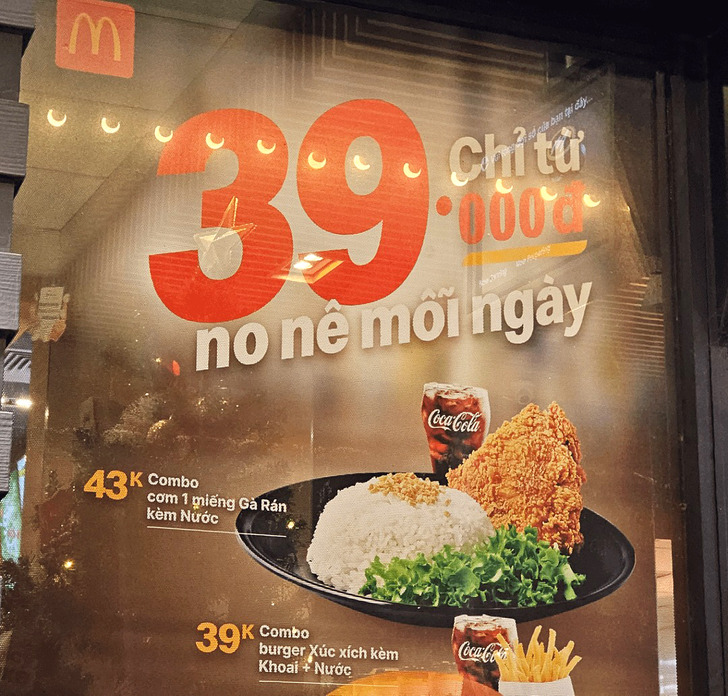 Chỉ từ
39.000đ
no nê mỗi ngày
Coca-Cola
43K Combo
cơm 1 miếng Gà Rán
kèm Nước
39K Combo
burger Xúc xích kèm
Khoai + Nước
Coca-Cola